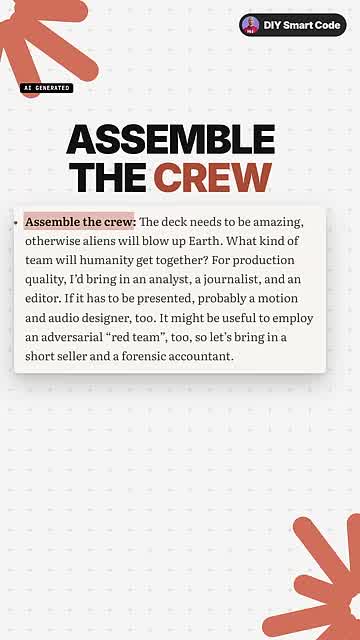 DIY Smart Code
AI GENERATED
ASSEMBLE
THE CREW
• Assemble the crew: The deck needs to be amazing,
otherwise aliens will blow up Earth. What kind of
team will humanity get together? For production
quality, I’d bring in an analyst, a journalist, and an
editor. If it has to be presented, probably a motion
and audio designer, too. It might be useful to employ
an adversarial “red team”, too, so let’s bring in a
short seller and a forensic accountant.